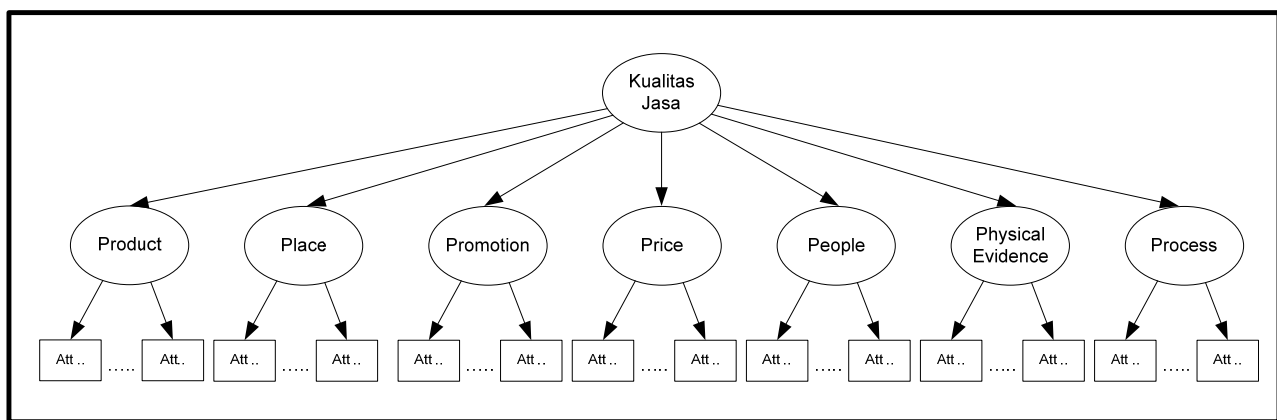 Kualitas
Jasa
Product
Place
Promotion
Price
People
Physical
Evidence
Process
Att .. ..... Att..
Att .. ..... Att ..
Att .. ..... Att ..
Att .. ..... Att ..
Att .. ..... Att ..
Att .. ..... Att ..
Att .. ..... Att ..